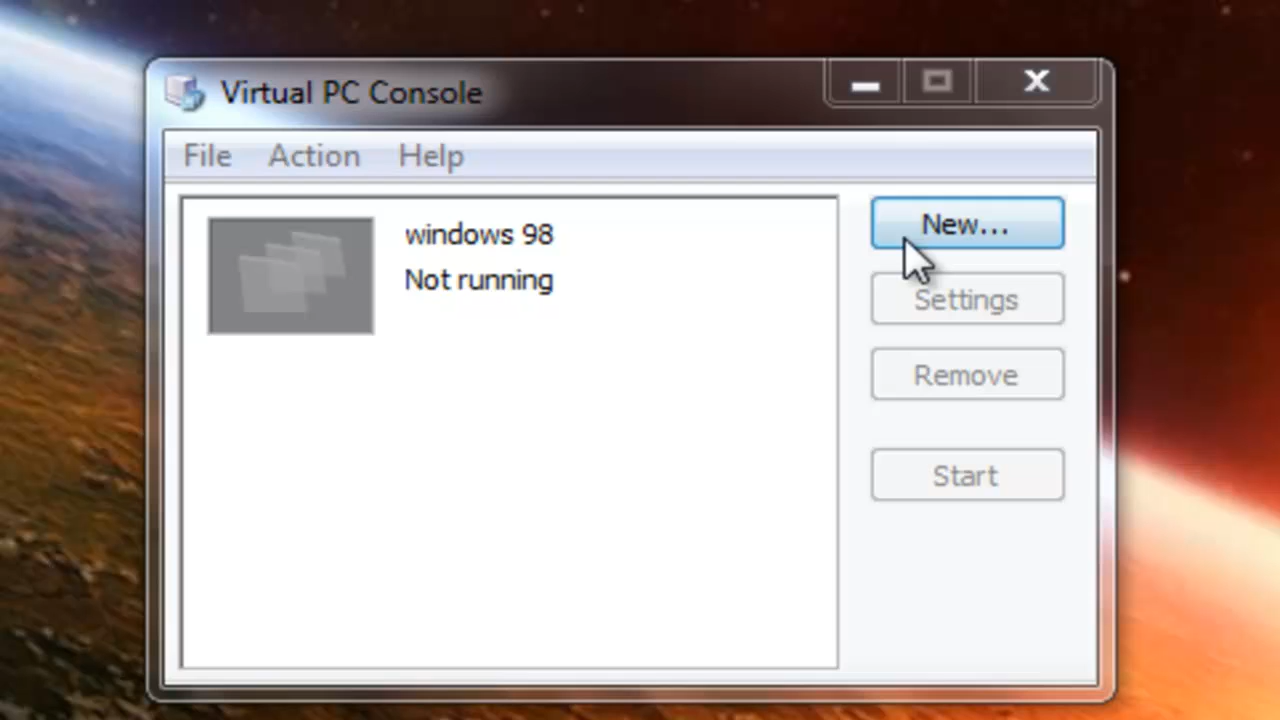 Virtual PC Console
File Action Help
windows 98
Not running
New...
Settings
Remove
Start